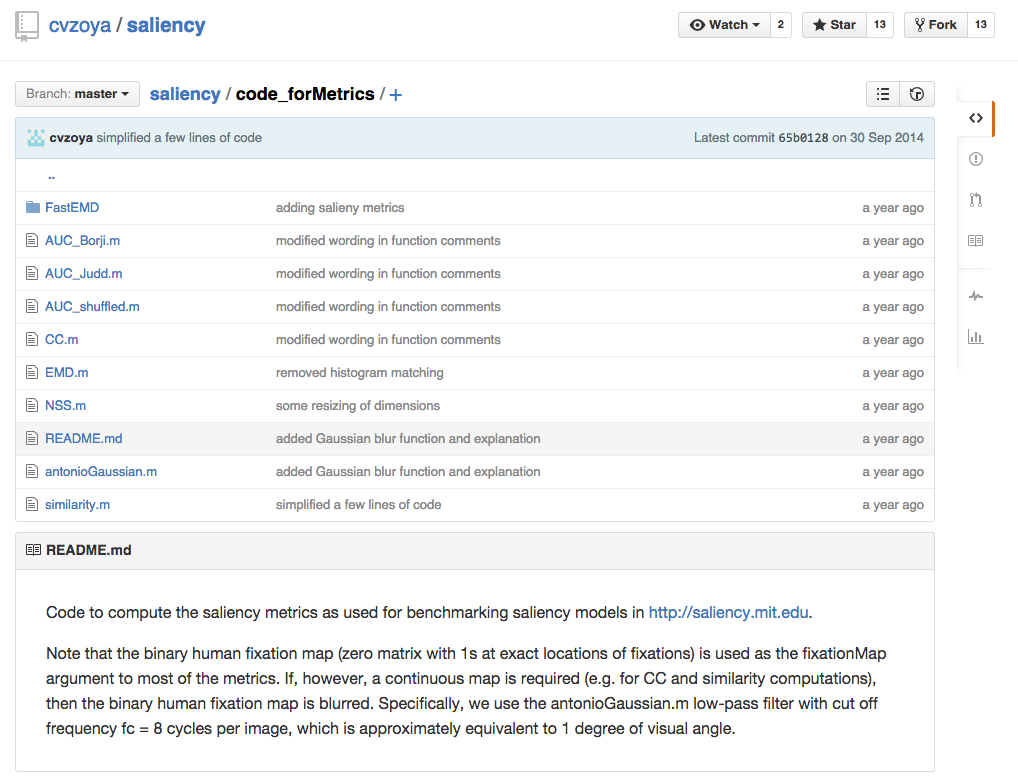 cvzoya / saliency
Watch 2 Star 13 Fork 13
Branch: master saliency / code_forMetrics / +
cvzoya simplified a few lines of code Latest commit 65b0128 on 30 Sep 2014
..
FastEMD adding salieny metrics a year ago
AUC_Borji.m modified wording in function comments a year ago
AUC_Judd.m modified wording in function comments a year ago
AUC_shuffled.m modified wording in function comments a year ago
CC.m modified wording in function comments a year ago
EMD.m removed histogram matching a year ago
NSS.m some resizing of dimensions a year ago
README.md added Gaussian blur function and explanation a year ago
antonioGaussian.m added Gaussian blur function and explanation a year ago
similarity.m simplified a few lines of code a year ago
README.md
Code to compute the saliency metrics as used for benchmarking saliency models in http://saliency.mit.edu.
Note that the binary human fixation map (zero matrix with 1s at exact locations of fixations) is used as the fixationMap
argument to most of the metrics. If, however, a continuous map is required (e.g. for CC and similarity computations),
then the binary human fixation map is blurred. Specifically, we use the antonioGaussian.m low-pass filter with cut off
frequency fc = 8 cycles per image, which is approximately equivalent to 1 degree of visual angle.